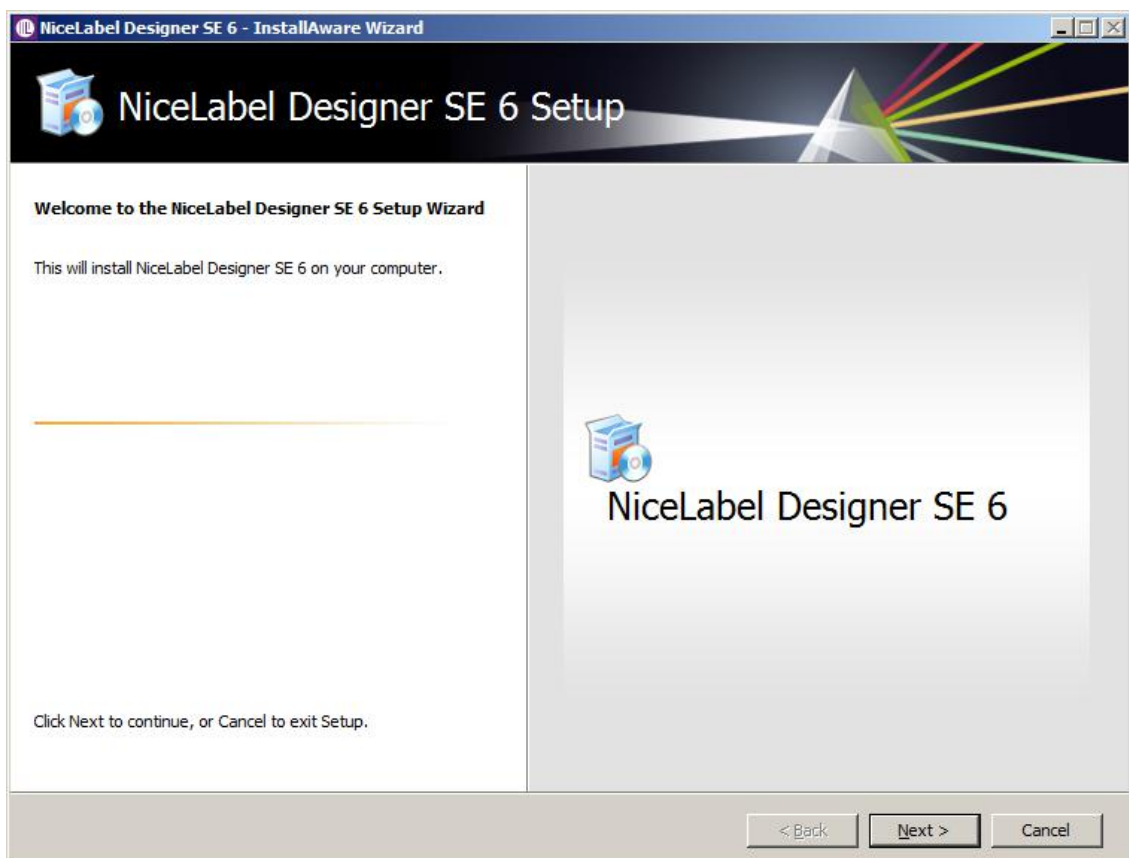 NiceLabel Designer SE 6 - InstallAware Wizard
NiceLabel Designer SE 6 Setup
Welcome to the NiceLabel Designer SE 6 Setup Wizard
This will install NiceLabel Designer SE 6 on your computer.
NiceLabel Designer SE 6
Click Next to continue, or Cancel to exit Setup.
< Back Next > Cancel